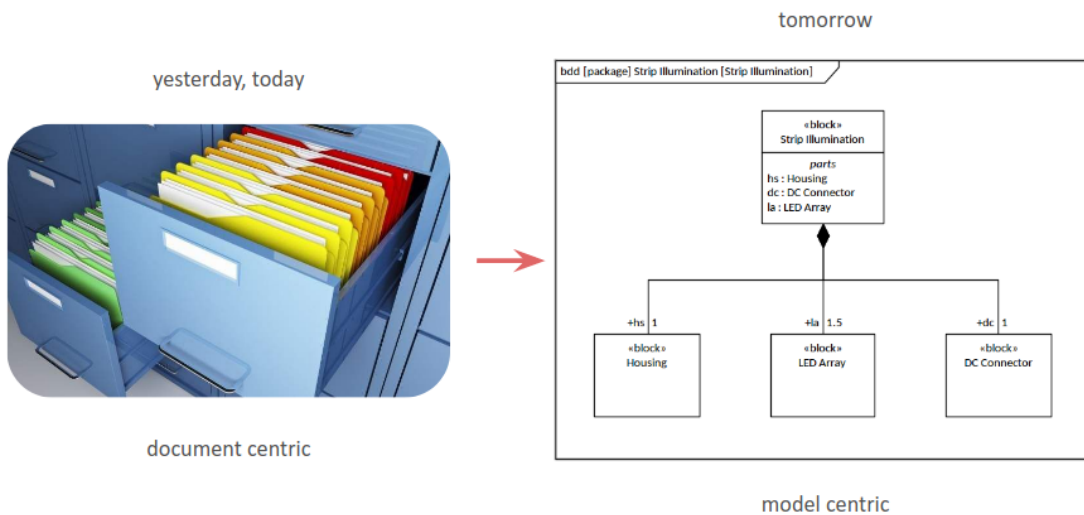 yesterday, today
document centric
tomorrow
bdd [package] Strip Illumination [Strip Illumination]
«block»
Strip Illumination
parts
hs : Housing
dc : DC Connector
la : LED Array
+hs 1
+la 1.5
+dc 1
«block»
Housing
«block»
LED Array
«block»
DC Connector
model centric